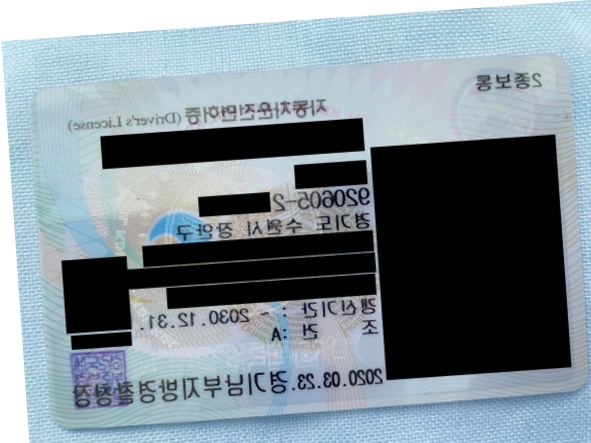 2종보통
자동차운전면허증 (Driver's License)
920605-2
경기도 수원시 장안구
갱신기간 : ~ 2030.12.31.
조 건 :A
2020.03.23.경기남부지방경찰청장